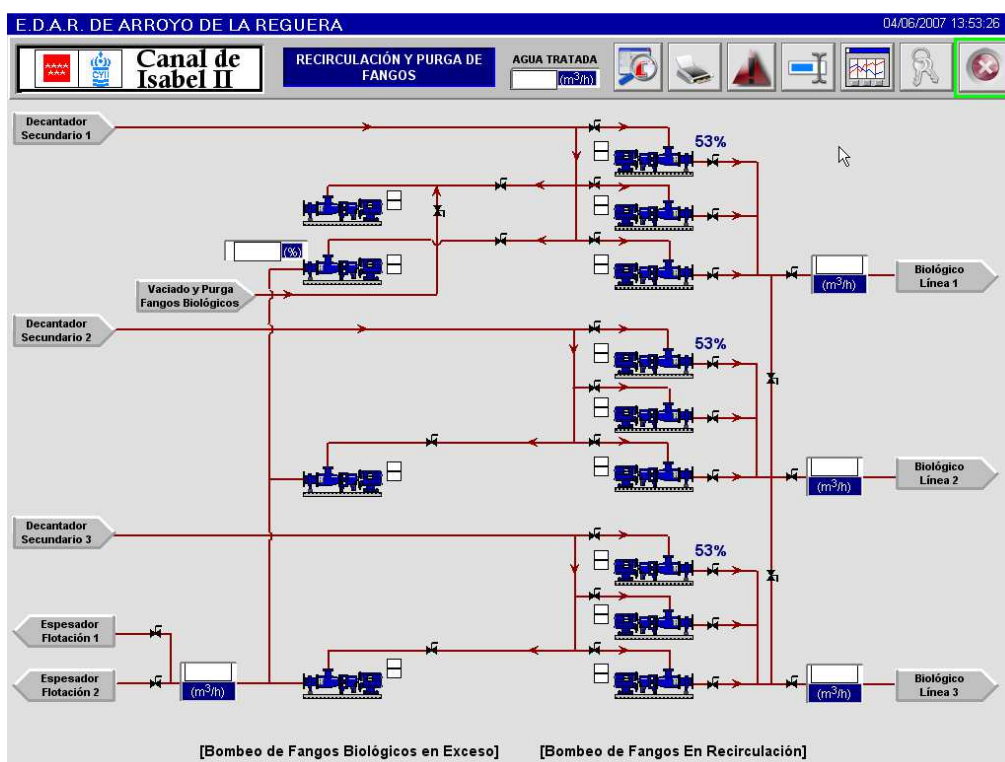 E.D.A.R. DE ARROYO DE LA REGUERA
04/06/2007 13:53:26
CYII
Canal de
Isabel II
RECIRCULACIÓN Y PURGA DE
FANGOS
AGUA TRATADA
(m³/h)
Decantador
Secundario 1
53%
(%)
Vaciado y Purga
Fangos Biológicos
(m³/h)
Biológico
Línea 1
Decantador
Secundario 2
53%
(m³/h)
Biológico
Línea 2
Decantador
Secundario 3
53%
Espesador
Flotación 1
Espesador
Flotación 2
(m³/h)
(m³/h)
Biológico
Línea 3
[Bombeo de Fangos Biológicos en Exceso]
[Bombeo de Fangos En Recirculación]